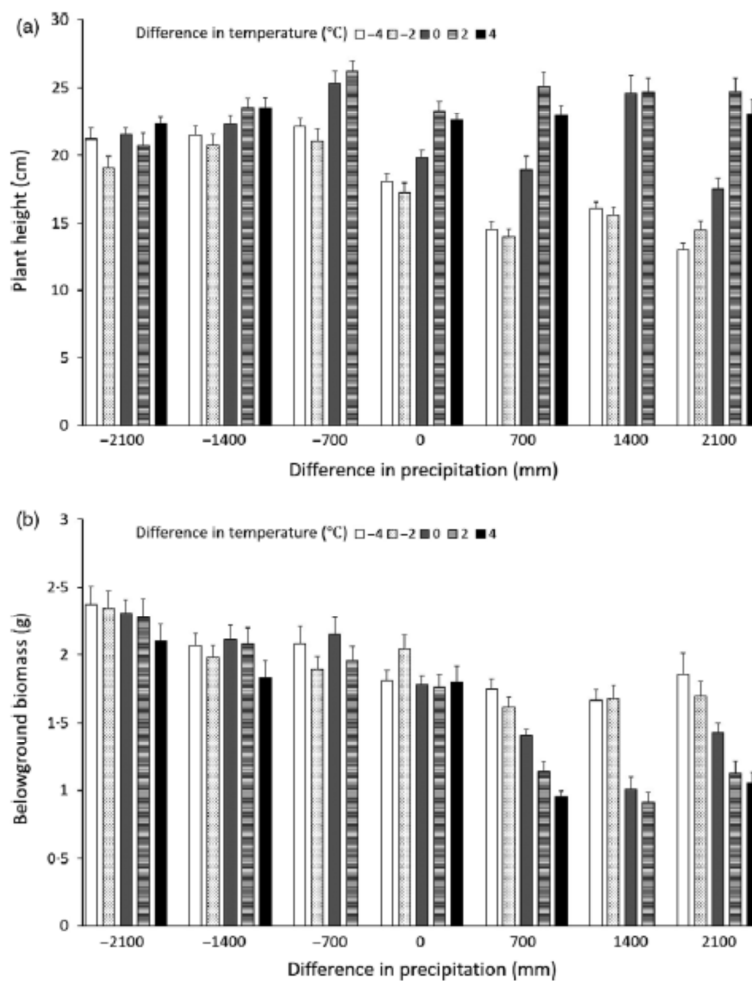 (a)
Difference in temperature (°C) −4 −2 0 2 4
Plant height (cm)
30
25
20
15
10
5
0
−2100 −1400 −700 0 700 1400 2100
Difference in precipitation (mm)
(b)
Difference in temperature (°C) −4 −2 0 2 4
Belowground biomass (g)
3
2·5
2
1·5
1
0·5
0
−2100 −1400 −700 0 700 1400 2100
Difference in precipitation (mm)